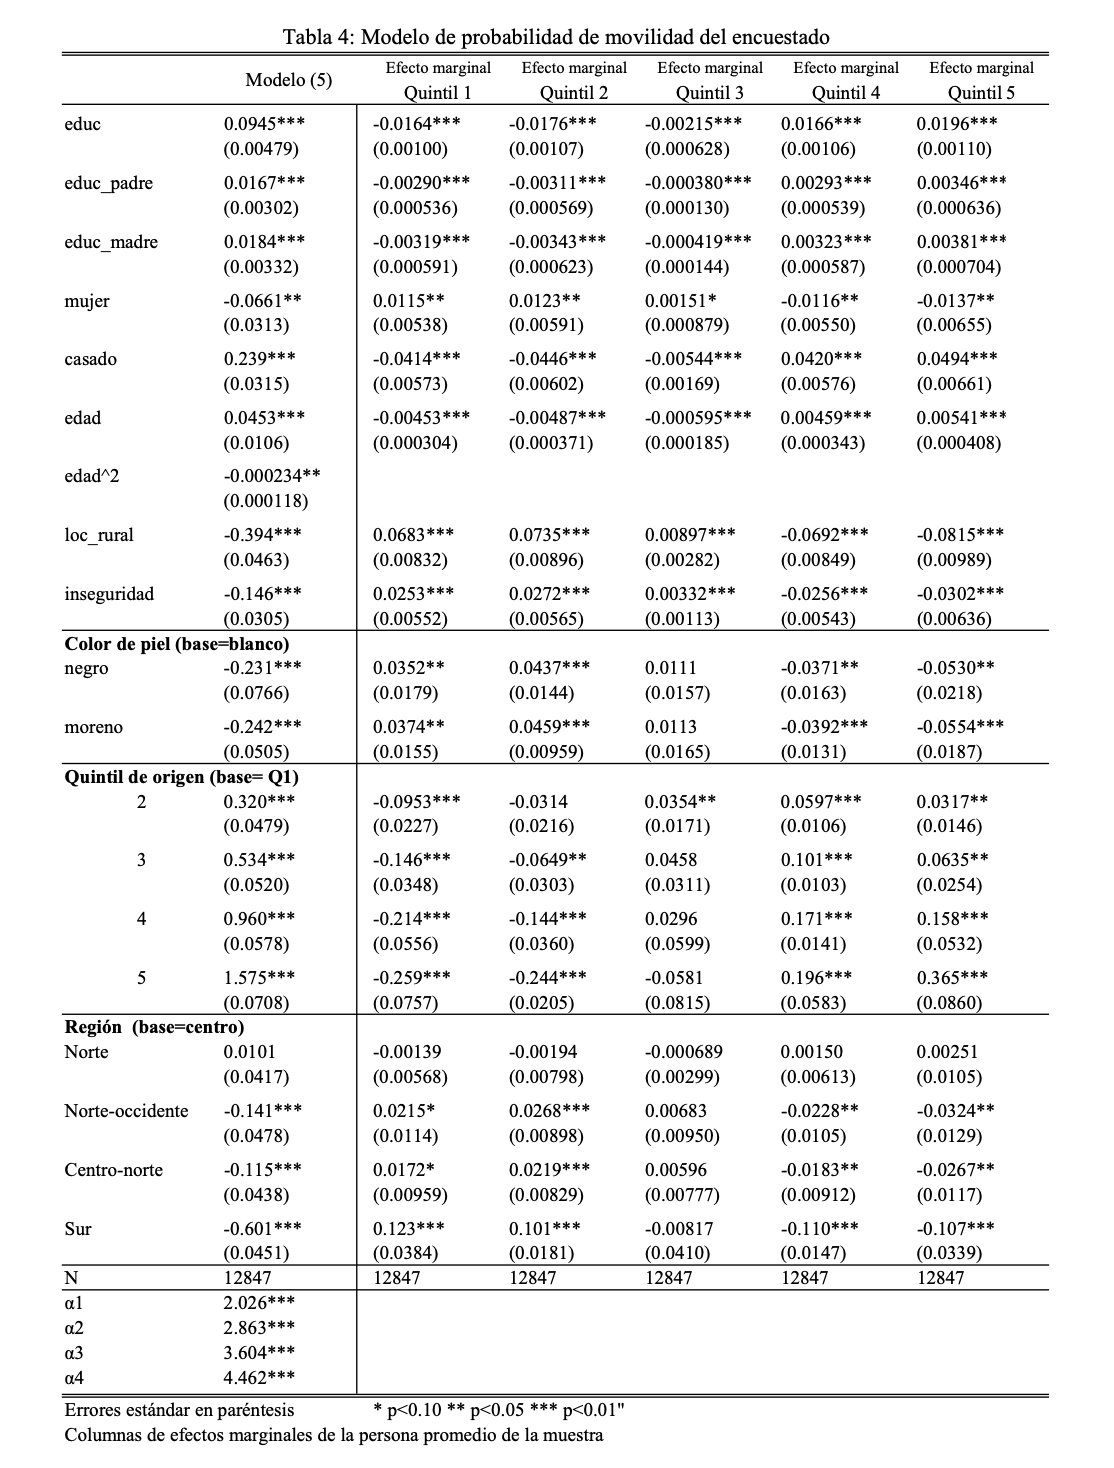 Tabla 4: Modelo de probabilidad de movilidad del encuestado
Modelo (5) Efecto marginal Quintil 1 Efecto marginal Quintil 2 Efecto marginal Quintil 3 Efecto marginal Quintil 4 Efecto marginal Quintil 5
educ 0.0945*** -0.0164*** -0.0176*** -0.00215*** 0.0166*** 0.0196***
(0.00479) (0.00100) (0.00107) (0.000628) (0.00106) (0.00110)
educ_padre 0.0167*** -0.00290*** -0.00311*** -0.000380*** 0.00293*** 0.00346***
(0.00302) (0.000536) (0.000569) (0.000130) (0.000539) (0.000636)
educ_madre 0.0184*** -0.00319*** -0.00343*** -0.000419*** 0.00323*** 0.00381***
(0.00332) (0.000591) (0.000623) (0.000144) (0.000587) (0.000704)
mujer -0.0661** 0.0115** 0.0123** 0.00151* -0.0116** -0.0137**
(0.0313) (0.00538) (0.00591) (0.000879) (0.00550) (0.00655)
casado 0.239*** -0.0414*** -0.0446*** -0.00544*** 0.0420*** 0.0494***
(0.0315) (0.00573) (0.00602) (0.00169) (0.00576) (0.00661)
edad 0.0453*** -0.00453*** -0.00487*** -0.000595*** 0.00459*** 0.00541***
(0.0106) (0.000304) (0.000371) (0.000185) (0.000343) (0.000408)
edad^2 -0.000234**
(0.000118)
loc_rural -0.394*** 0.0683*** 0.0735*** 0.00897*** -0.0692*** -0.0815***
(0.0463) (0.00832) (0.00896) (0.00282) (0.00849) (0.00989)
inseguridad -0.146*** 0.0253*** 0.0272*** 0.00332*** -0.0256*** -0.0302***
(0.0305) (0.00552) (0.00565) (0.00113) (0.00543) (0.00636)
Color de piel (base=blanco)
negro -0.231*** 0.0352** 0.0437*** 0.0111 -0.0371** -0.0530**
(0.0766) (0.0179) (0.0144) (0.0157) (0.0163) (0.0218)
moreno -0.242*** 0.0374** 0.0459*** 0.0113 -0.0392*** -0.0554***
(0.0505) (0.0155) (0.00959) (0.0165) (0.0131) (0.0187)
Quintil de origen (base= Q1)
2 0.320*** -0.0953*** -0.0314 0.0354** 0.0597*** 0.0317**
(0.0479) (0.0227) (0.0216) (0.0171) (0.0106) (0.0146)
3 0.534*** -0.146*** -0.0649** 0.0458 0.101*** 0.0635**
(0.0520) (0.0348) (0.0303) (0.0311) (0.0103) (0.0254)
4 0.960*** -0.214*** -0.144*** 0.0296 0.171*** 0.158***
(0.0578) (0.0556) (0.0360) (0.0599) (0.0141) (0.0532)
5 1.575*** -0.259*** -0.244*** -0.0581 0.196*** 0.365***
(0.0708) (0.0757) (0.0205) (0.0815) (0.0583) (0.0860)
Región (base=centro)
Norte 0.0101 -0.00139 -0.00194 -0.000689 0.00150 0.00251
(0.0417) (0.00568) (0.00798) (0.00299) (0.00613) (0.0105)
Norte-occidente -0.141*** 0.0215* 0.0268*** 0.00683 -0.0228** -0.0324**
(0.0478) (0.0114) (0.00898) (0.00950) (0.0105) (0.0129)
Centro-norte -0.115*** 0.0172* 0.0219*** 0.00596 -0.0183** -0.0267**
(0.0438) (0.00959) (0.00829) (0.00777) (0.00912) (0.0117)
Sur -0.601*** 0.123*** 0.101*** -0.00817 -0.110*** -0.107***
(0.0451) (0.0384) (0.0181) (0.0410) (0.0147) (0.0339)
N 12847 12847 12847 12847 12847 12847
α1 2.026***
α2 2.863***
α3 3.604***
α4 4.462***
Errores estándar en paréntesis * p<0.10 ** p<0.05 *** p<0.01"
Columnas de efectos marginales de la persona promedio de la muestra